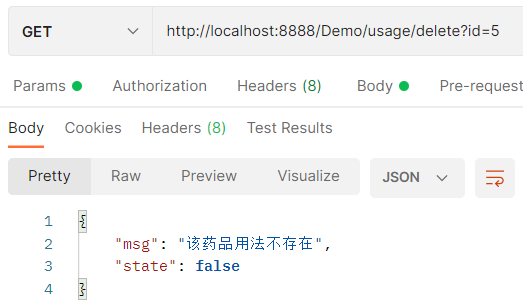 GET http://localhost:8888/Demo/usage/delete?id=5
Params Authorization Headers (8) Body Pre-request
Body Cookies Headers (8) Test Results
Pretty Raw Preview Visualize JSON
1 {
2 "msg": "该药品用法不存在",
3 "state": false
4 }